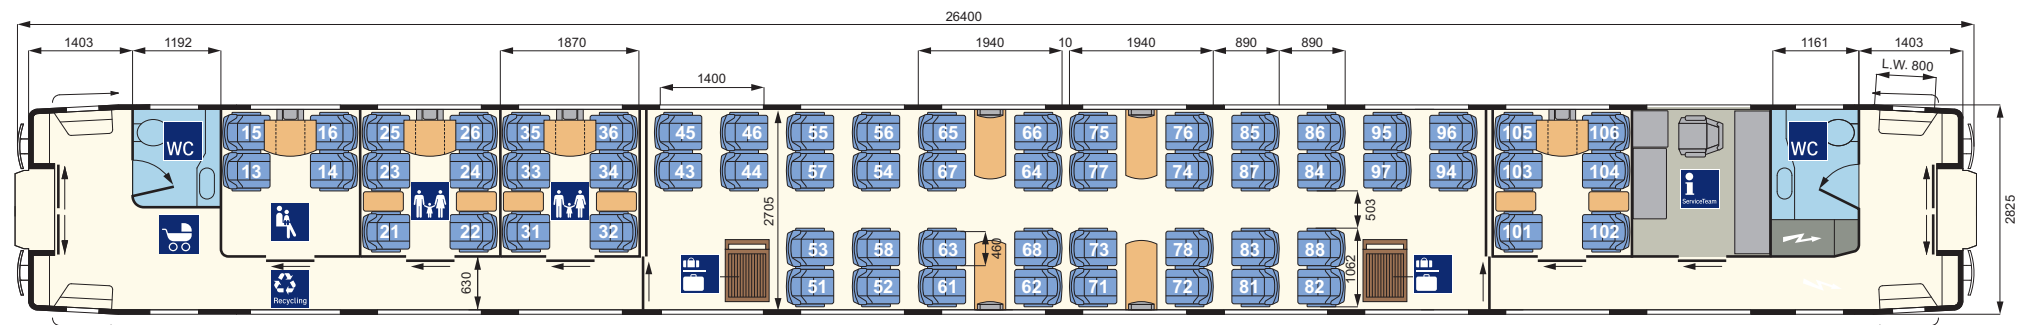 26400
1403 1192 1870 1940 10 1940 890 890 1161 1403
1400 L.W. 800
15 16 25 26 35 36 45 46 55 56 65 66 75 76 85 86 95 96 105 106
WC WC
13 14 23 24 33 34 43 44 57 54 67 64 77 74 87 84 97 94 103 104
ServiceTeam
2705 503 2825
21 22 31 32 53 58 63 68 73 78 83 88 101 102
460
630 1062
Recycling
51 52 61 62 71 72 81 82